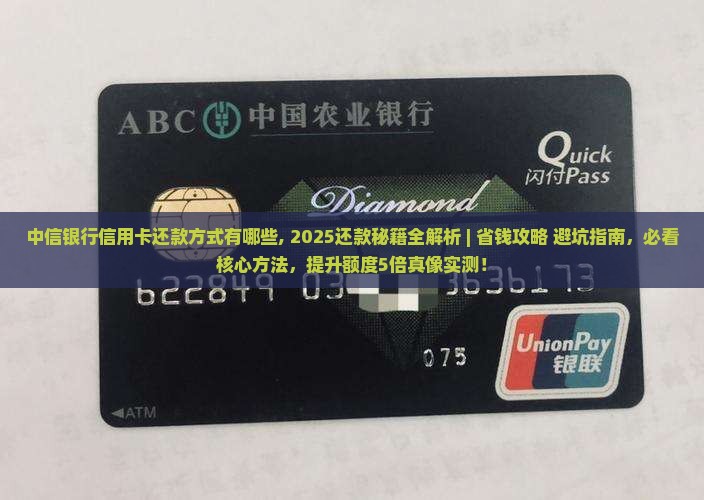 ABC 中国农业银行
Quick
闪付Pass
Diamond
中信银行信用卡还款方式有哪些, 2025还款秘籍全解析 | 省钱攻略 避坑指南，必看
核心方法，提升额度5倍真像实测！
622849 03 3636173
075
UnionPay
银联
◀ATM